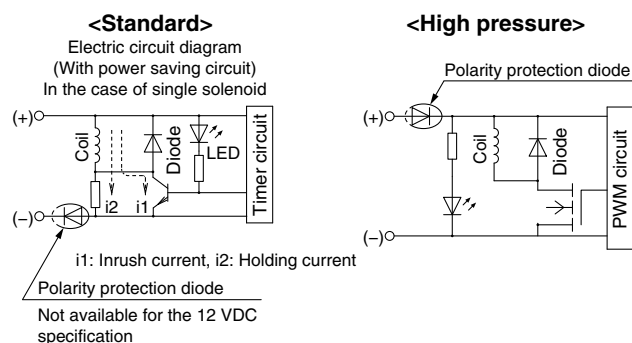 <Standard>
Electric circuit diagram
(With power saving circuit)
In the case of single solenoid
(+)
Coil
Diode
LED
Timer circuit
i2
i1
(−)
i1: Inrush current, i2: Holding current
Polarity protection diode
Not available for the 12 VDC
specification
<High pressure>
Polarity protection diode
(+)
Coil
Diode
PWM circuit
(−)